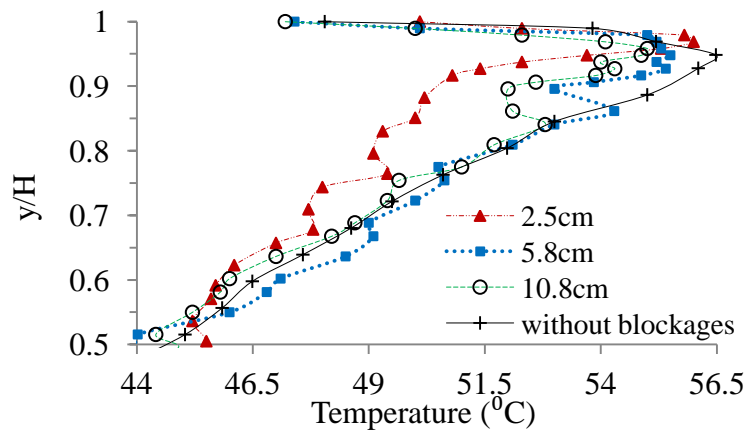 1
0.9
0.8
0.7
0.6
0.5
y/H
2.5cm
5.8cm
10.8cm
without blockages
44 46.5 49 51.5 54 56.5
Temperature (⁰C)